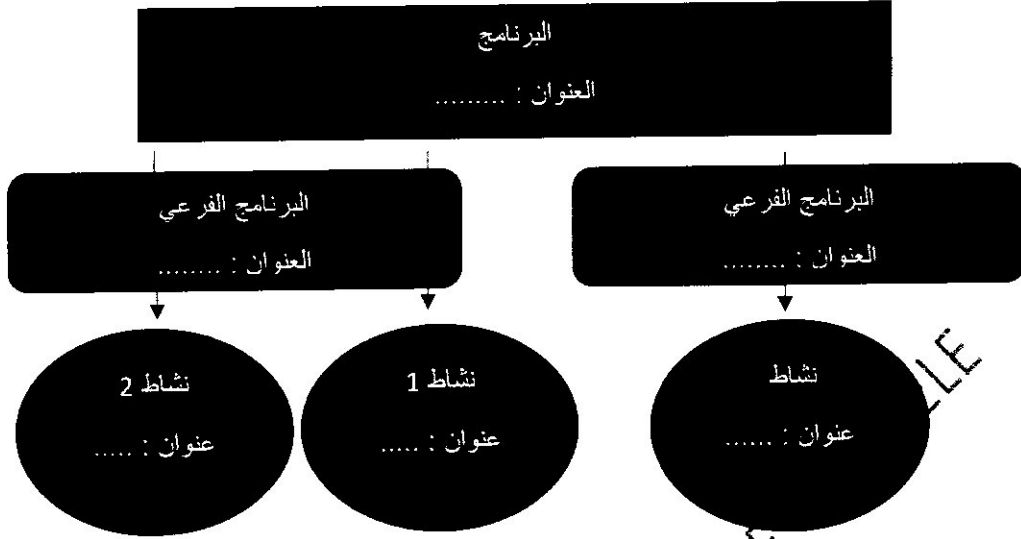 البرنامج
العنوان : .........
البرنامج الفرعي
العنوان : ........
البرنامج الفرعي
العنوان : ........
نشاط
عنوان : ......
نشاط 1
عنوان : .....
نشاط 2
عنوان : .....